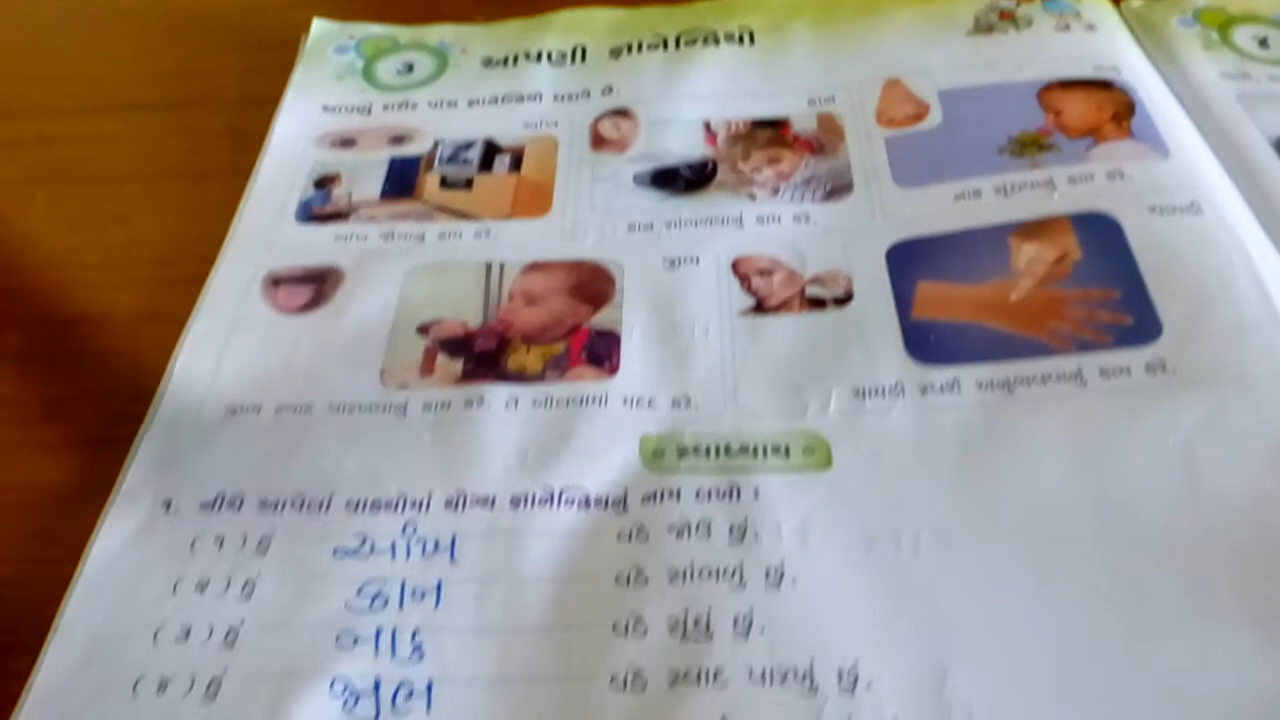 ૩
આપણી જ્ઞાનેન્દ્રિયો
આપણું શરીર પાંચ જ્ઞાનેન્દ્રિયો ધરાવે છે.
આંખ
કાન
આંખ જોવાનું કામ કરે.
કાન સાંભળવાનું કામ કરે.
નાક સૂંઘવાનું કામ કરે છે.
જીભ
જીભ સ્વાદ પારખવાનું કામ કરે. તે બોલવામાં મદદ કરે.
ચામડી સ્પર્શ અનુભવવાનું કામ કરે.
સ્વાધ્યાય
૧. નીચે આપેલાં વાક્યોમાં યોગ્ય જ્ઞાનેન્દ્રિયનું નામ લખો :
(૧) હું આઁખ વડે જોઉં છું.
(૨) હું કાન વડે સાંભળું છું.
(૩) હું નાક વડે સૂંઘું છું.
(૪) હું જીભ વડે સ્વાદ પારખું છું.